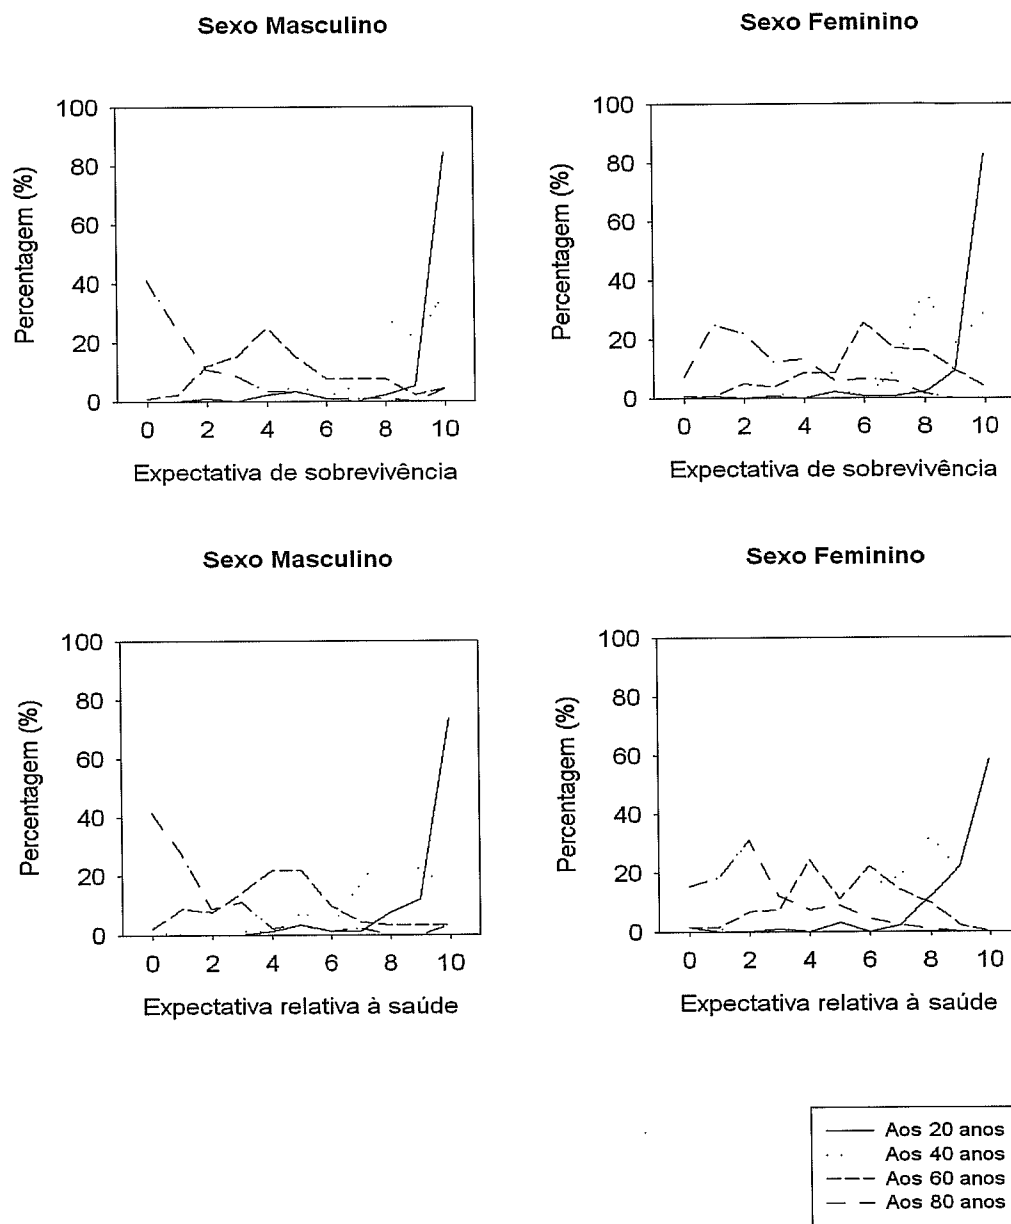 Sexo Masculino
Sexo Feminino
Percentagem (%)
100
80
60
40
20
0
0 2 4 6 8 10
Expectativa de sobrevivência
Percentagem (%)
100
80
60
40
20
0
0 2 4 6 8 10
Expectativa de sobrevivência
Sexo Masculino
Sexo Feminino
Percentagem (%)
100
80
60
40
20
0
0 2 4 6 8 10
Expectativa relativa à saúde
Percentagem (%)
100
80
60
40
20
0
0 2 4 6 8 10
Expectativa relativa à saúde
Aos 20 anos
Aos 40 anos
Aos 60 anos
Aos 80 anos